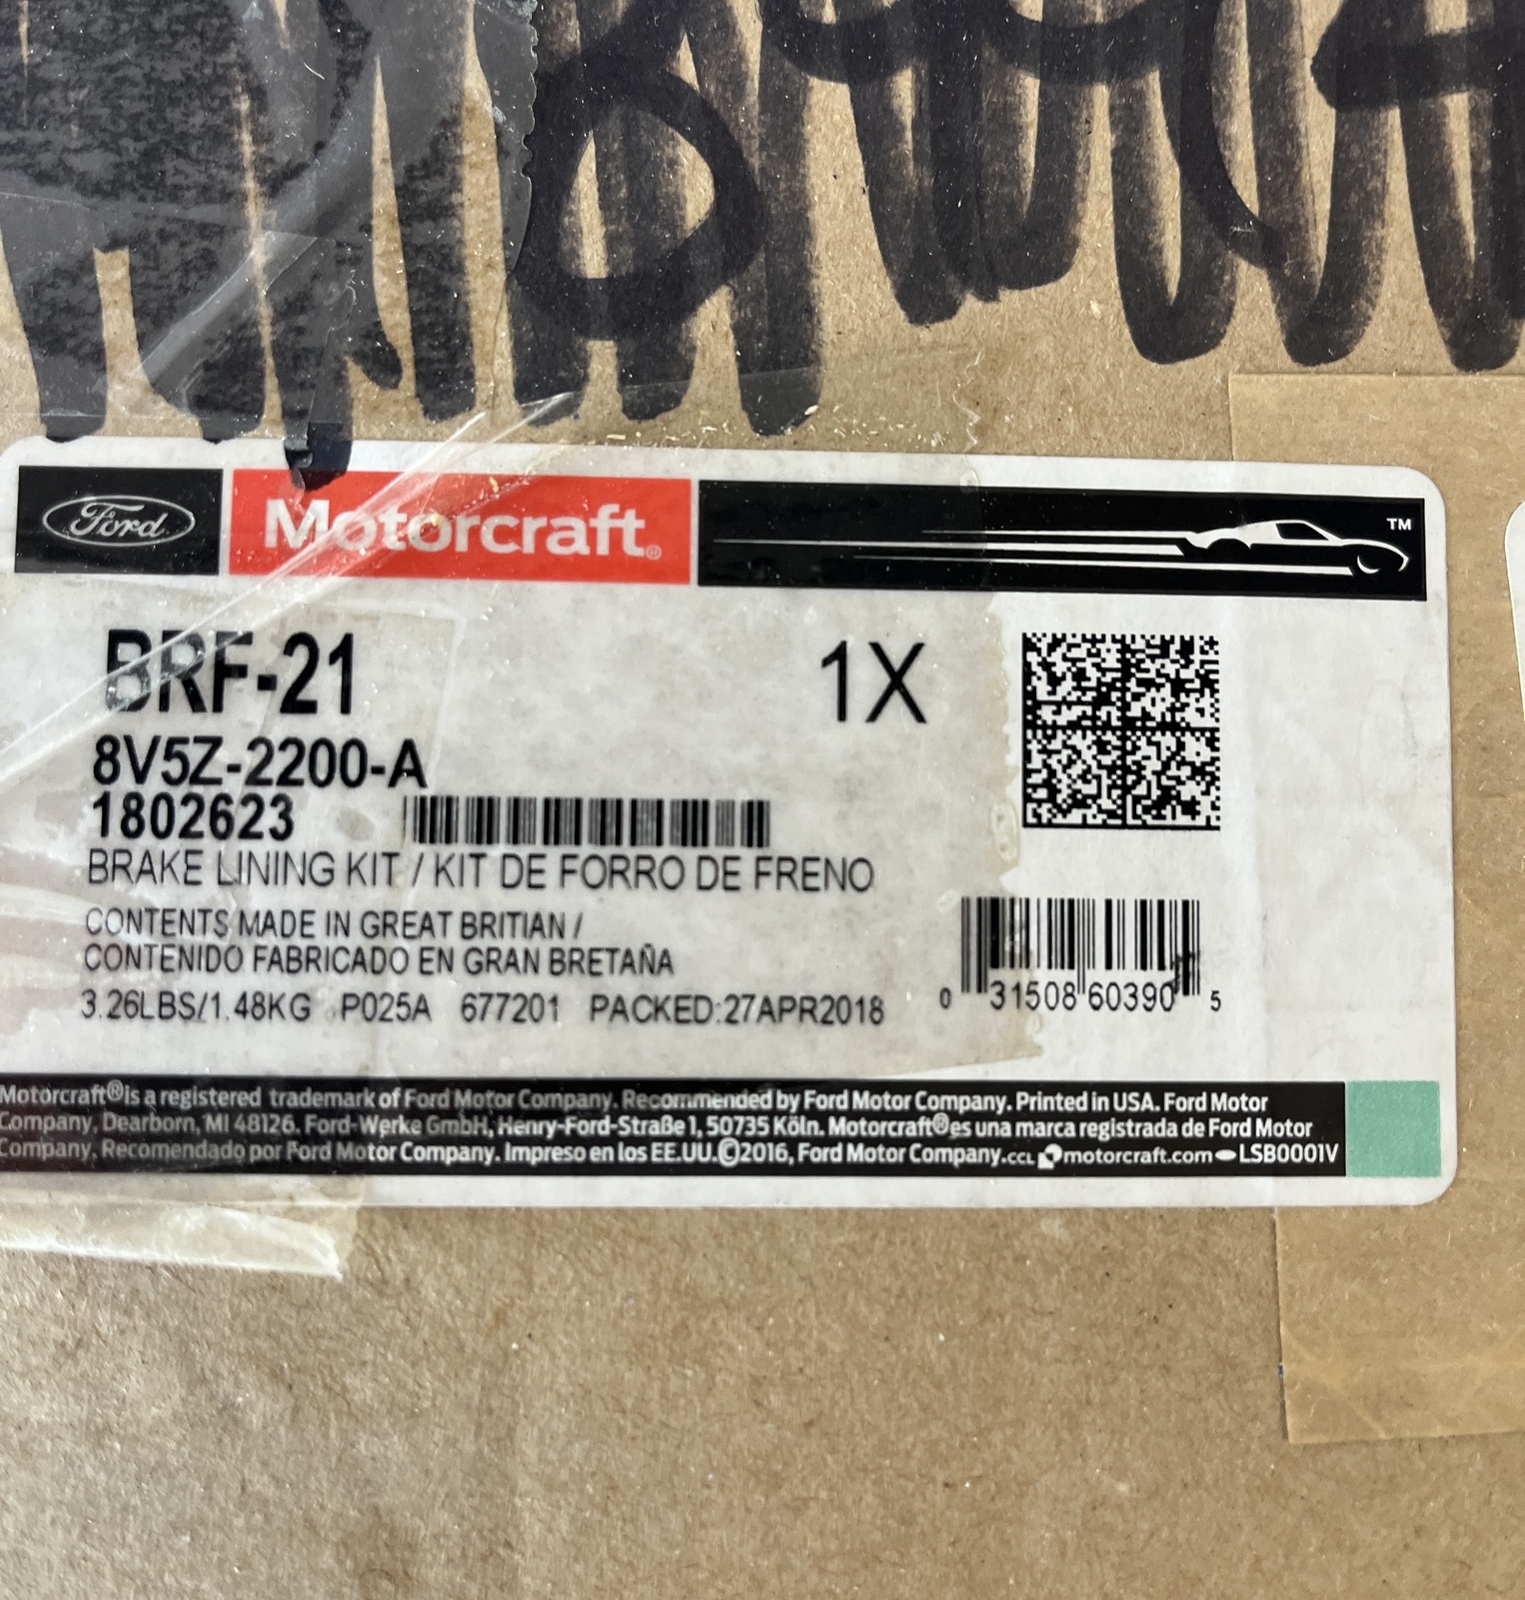 Ford Motorcraft® TM
BRF-21 1X
8V5Z-2200-A
1802623
BRAKE LINING KIT / KIT DE FORRO DE FRENO
CONTENTS MADE IN GREAT BRITIAN /
CONTENIDO FABRICADO EN GRAN BRETAÑA
3.26LBS/1.48KG P025A 677201 PACKED:27APR2018
0 31508 60390 5
Motorcraft® is a registered trademark of Ford Motor Company. Recommended by Ford Motor Company. Printed in USA. Ford Motor
Company, Dearborn, MI 48126. Ford-Werke GmbH, Henry-Ford-Straße 1, 50735 Köln. Motorcraft® es una marca registrada de Ford Motor
Company. Recomendado por Ford Motor Company. Impreso en los EE.UU.©2016, Ford Motor Company. CCL motorcraft.com LSB0001V